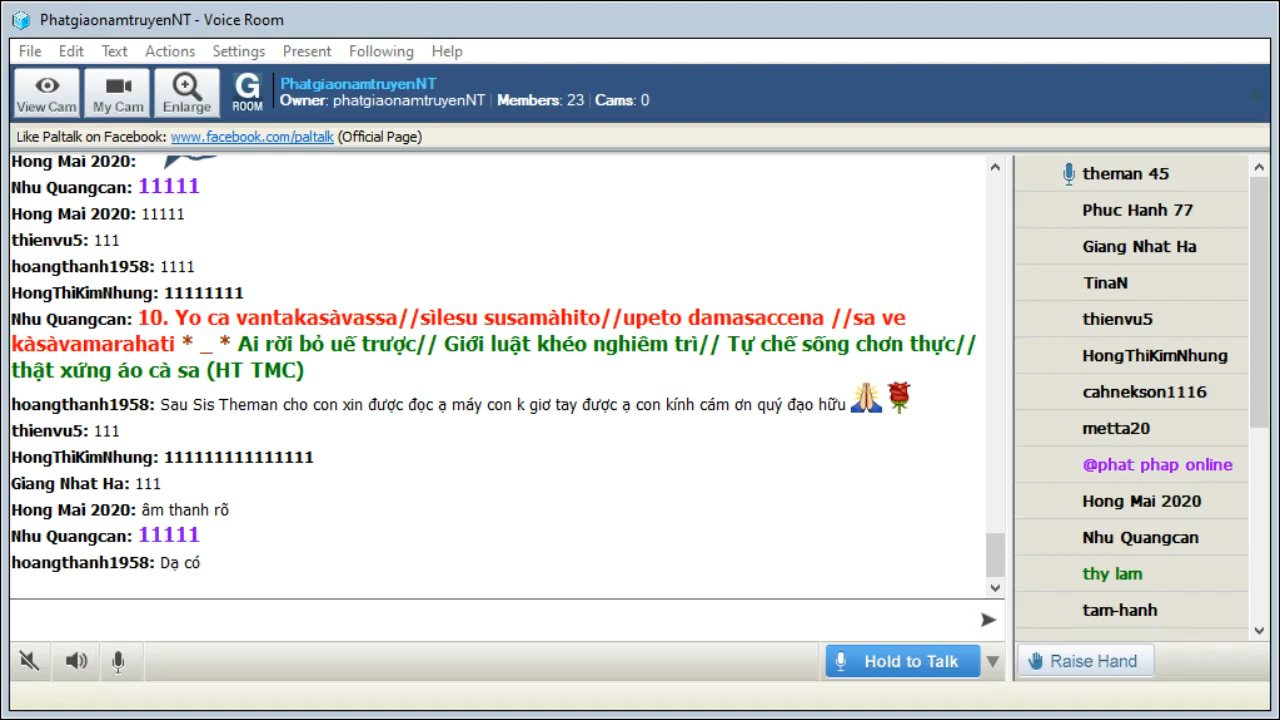 PhatgiaonamtruyenNT - Voice Room
File Edit Text Actions Settings Present Following Help
View Cam My Cam Enlarge G ROOM
PhatgiaonamtruyenNT
Owner: phatgiaonamtruyenNT | Members: 23 | Cams: 0
Like Paltalk on Facebook: www.facebook.com/paltalk (Official Page)
Hong Mai 2020:
Nhu Quangcan: 11111
Hong Mai 2020: 11111
thienvu5: 111
hoangthanh1958: 1111
HongThiKimNhung: 11111111
Nhu Quangcan: 10. Yo ca vantakasàvassa//sìlesu susamàhito//upeto damasaccena //sa ve
kàsàvamarahati * _ * Ai rời bỏ uế trược// Giới luật khéo nghiêm trì// Tự chế sống chơn thực//
thật xứng áo cà sa (HT TMC)
hoangthanh1958: Sau Sis Theman cho con xin được đọc ạ máy con k giơ tay được ạ con kính cám ơn quý đạo hữu
thienvu5: 111
HongThiKimNhung: 111111111111111
Giang Nhat Ha: 111
Hong Mai 2020: âm thanh rõ
Nhu Quangcan: 11111
hoangthanh1958: Dạ có
theman 45
Phuc Hanh 77
Giang Nhat Ha
TinaN
thienvu5
HongThiKimNhung
cahnekson1116
metta20
@phat phap online
Hong Mai 2020
Nhu Quangcan
thy lam
tam-hanh
Hold to Talk
Raise Hand